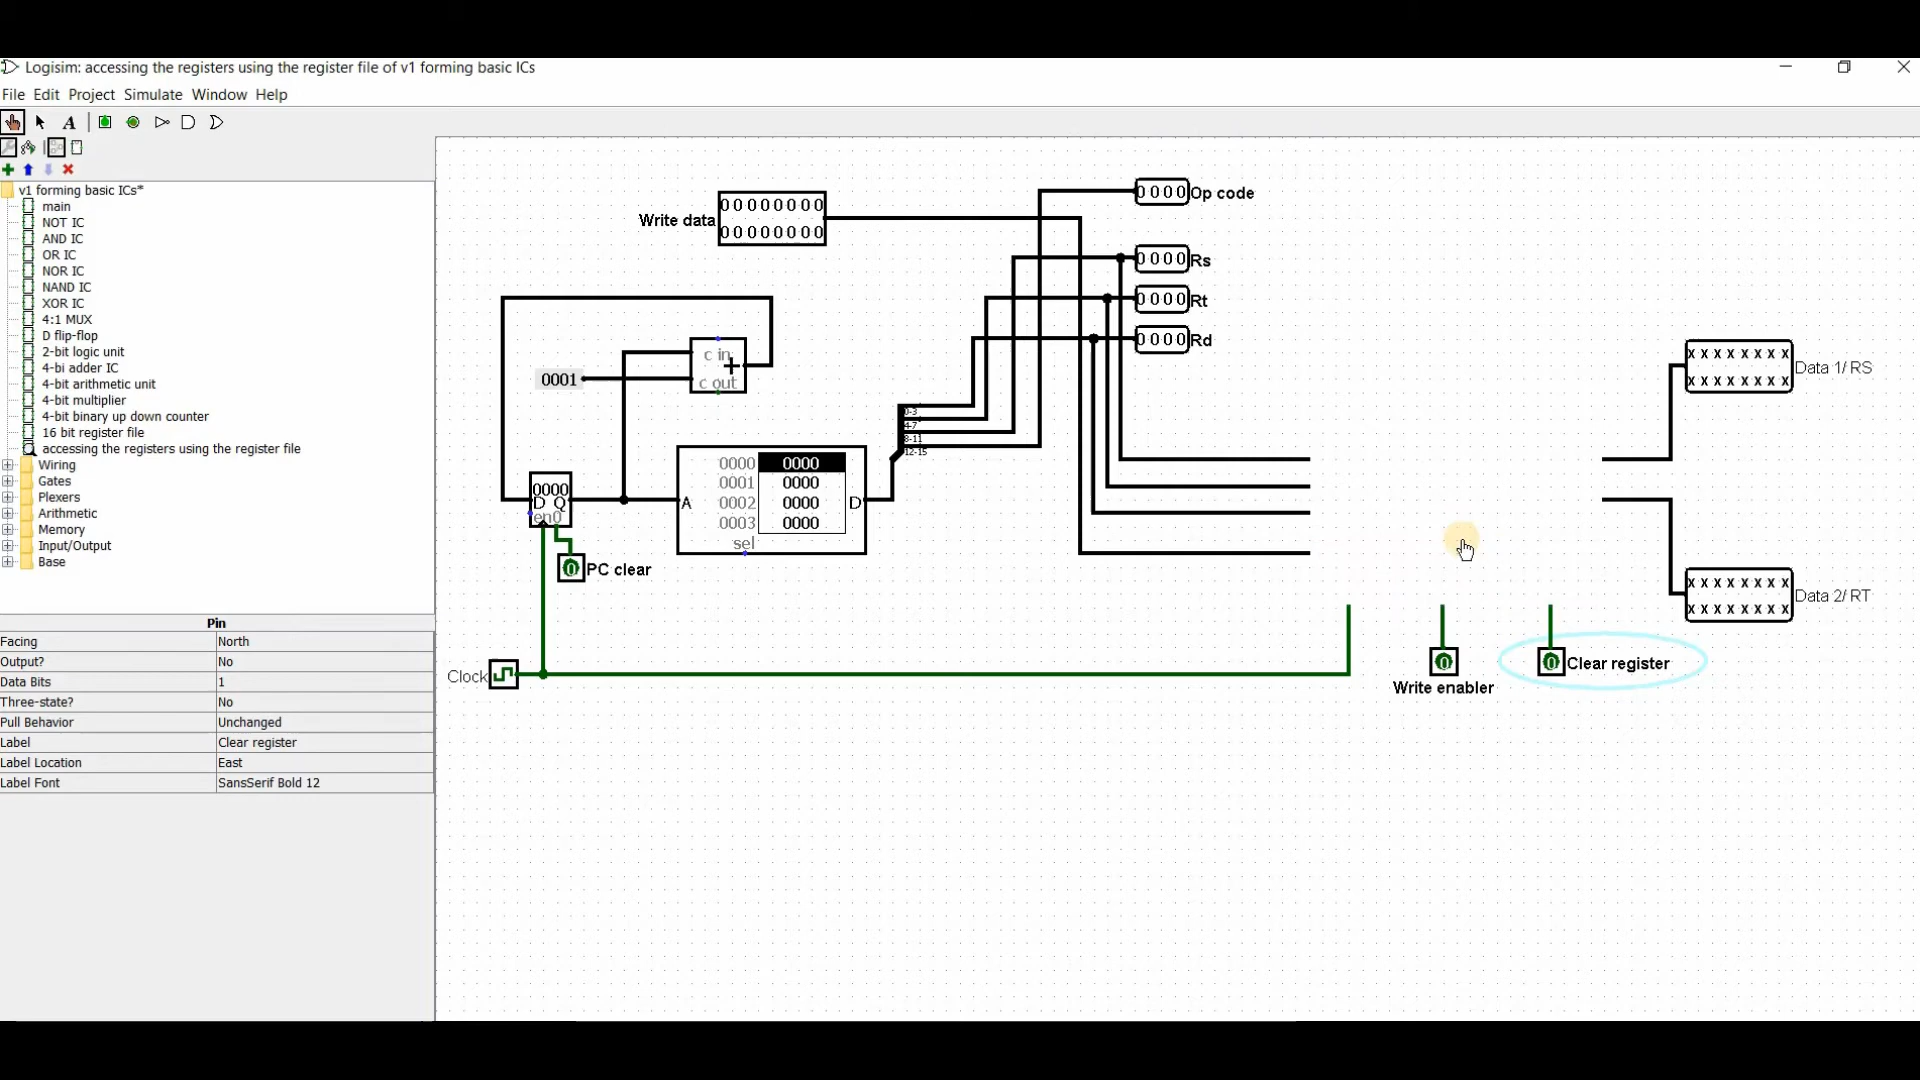 Logisim: accessing the registers using the register file of v1 forming basic ICs
File Edit Project Simulate Window Help
v1 forming basic ICs*
main
NOT IC
AND IC
OR IC
NOR IC
NAND IC
XOR IC
4:1 MUX
D flip-flop
2-bit logic unit
4-bi adder IC
4-bit arithmetic unit
4-bit multiplier
4-bit binary up down counter
16 bit register file
accessing the registers using the register file
Wiring
Gates
Plexers
Arithmetic
Memory
Input/Output
Base
Pin
Facing North
Output? No
Data Bits 1
Three-state? No
Pull Behavior Unchanged
Label Clear register
Label Location East
Label Font SansSerif Bold 12
Write data
0 0 0 0 0 0 0 0
0 0 0 0 0 0 0 0
0 0 0 0 Op code
0 0 0 0 Rs
0 0 0 0 Rt
0 0 0 0 Rd
c in
+
c out
0001
0-3
4-7
8-11
12-15
0000
D Q
en0
A
0000 0000
0001 0000
0002 0000
0003 0000
sel
D
0 PC clear
Clock
x x x x x x x x
x x x x x x x x
Data 1/ RS
x x x x x x x x
x x x x x x x x
Data 2/ RT
0
Write enabler
0 Clear register